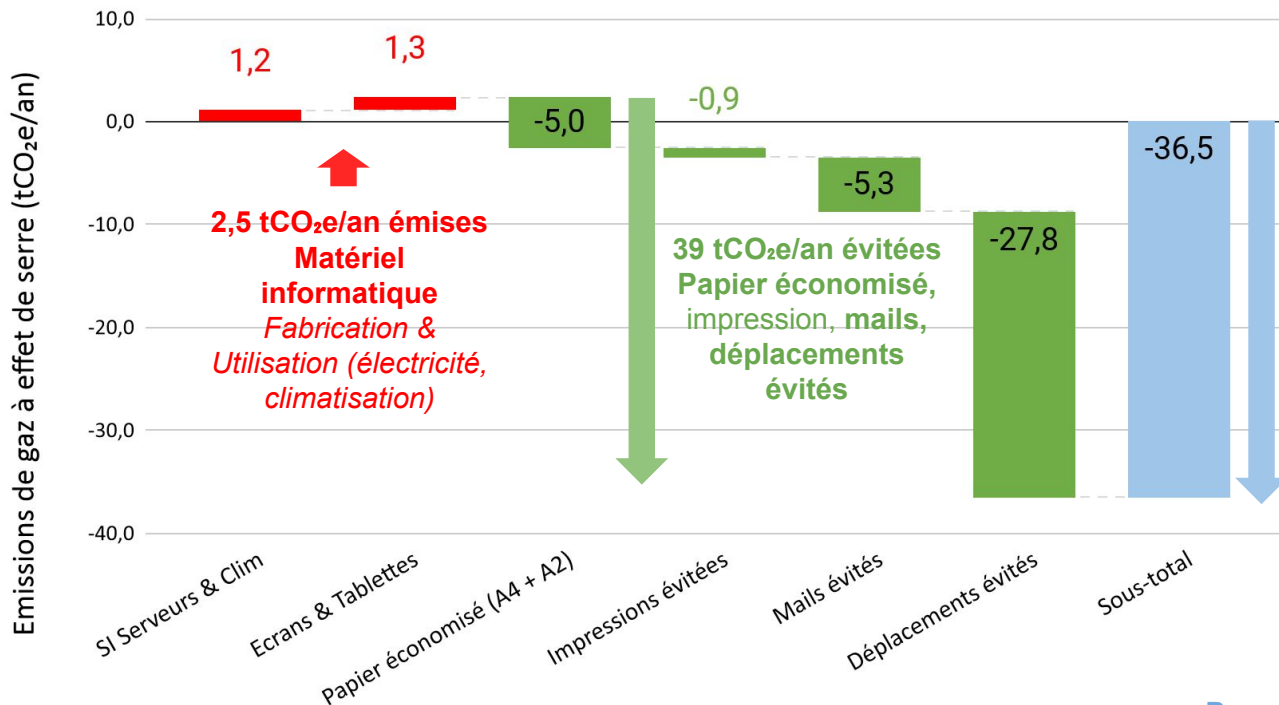 Emissions de gaz à effet de serre (tCO₂e/an)
10,0
0,0
-10,0
-20,0
-30,0
-40,0
1,2
1,3
-5,0
-0,9
-5,3
-27,8
-36,5
2,5 tCO₂e/an émises
Matériel
informatique
Fabrication &
Utilisation (électricité,
climatisation)
39 tCO₂e/an évitées
Papier économisé,
impression, mails,
déplacements
évités
SI Serveurs & Clim
Ecrans & Tablettes
Papier économisé (A4 + A2)
Impressions évitées
Mails évités
Déplacements évités
Sous-total